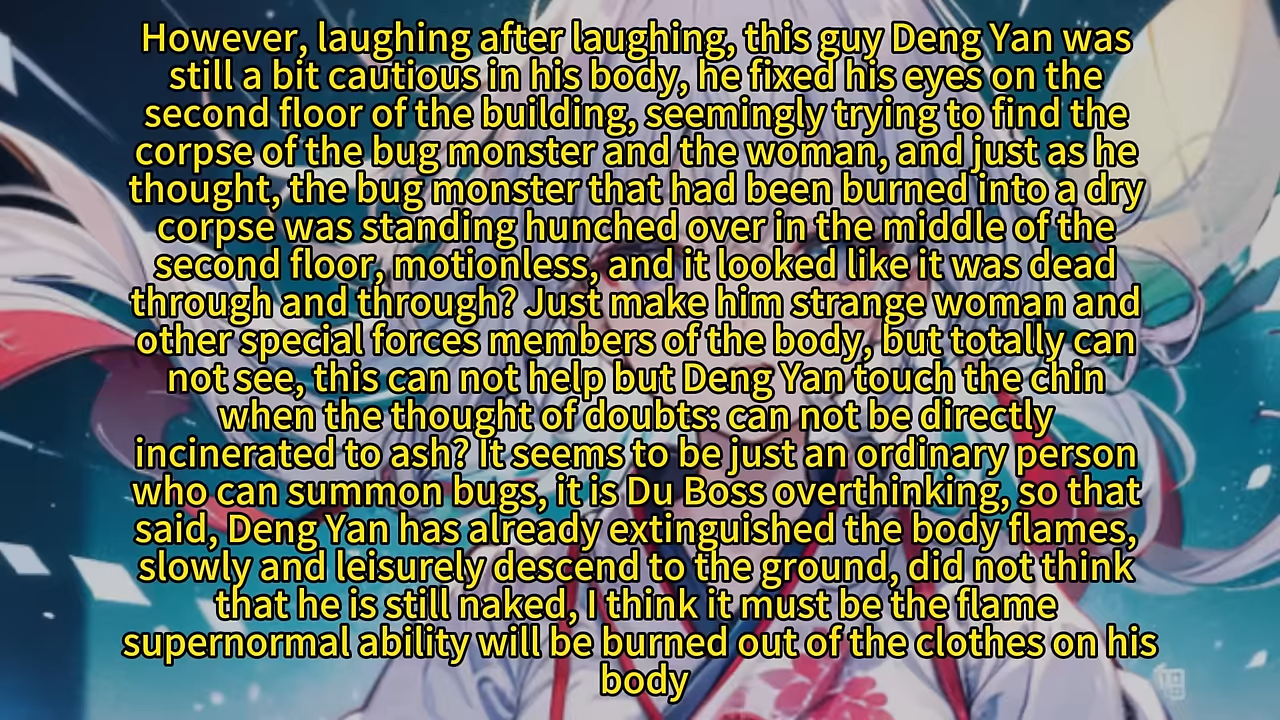 However, laughing after laughing, this guy Deng Yan was
still a bit cautious in his body, he fixed his eyes on the
second floor of the building, seemingly trying to find the
corpse of the bug monster and the woman, and just as he
thought, the bug monster that had been burned into a dry
corpse was standing hunched over in the middle of the
second floor, motionless, and it looked like it was dead
through and through? Just make him strange woman and
other special forces members of the body, but totally can
not see, this can not help but Deng Yan touch the chin
when the thought of doubts: can not be directly
incinerated to ash? It seems to be just an ordinary person
who can summon bugs, it is Du Boss overthinking, so that
said, Deng Yan has already extinguished the body flames,
slowly and leisurely descend to the ground, did not think
that he is still naked, I think it must be the flame
supernormal ability will be burned out of the clothes on his
body